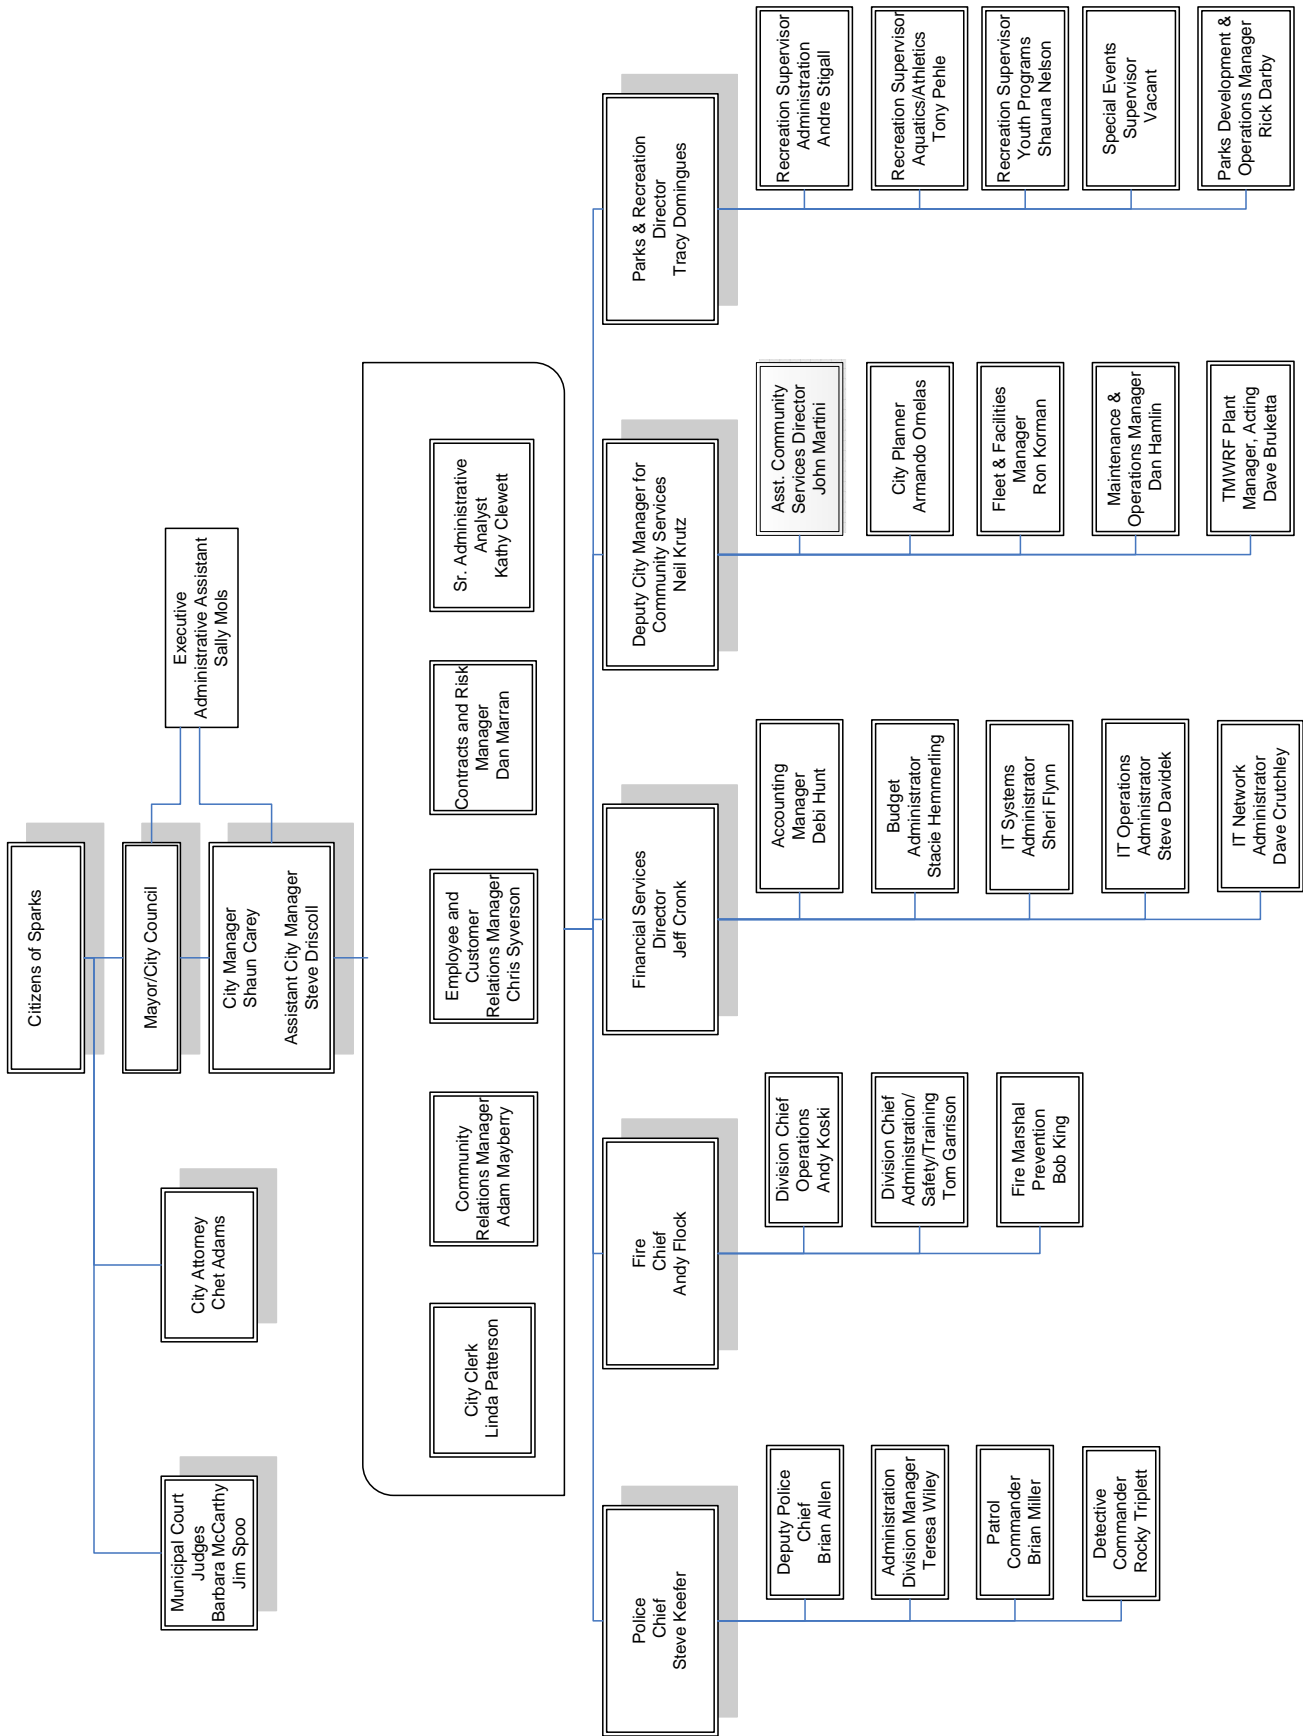 Citizens of Sparks
Mayor/City Council
City Manager
Shaun Carey
Assistant City Manager
Steve Driscoll
Executive
Administrative Assistant
Sally Mols
Municipal Court
Judges
Barbara McCarthy
Jim Spoo
City Attorney
Chet Adams
City Clerk
Linda Patterson
Community
Relations Manager
Adam Mayberry
Employee and
Customer
Relations Manager
Chris Syverson
Contracts and Risk
Manager
Dan Marran
Sr. Administrative
Analyst
Kathy Clewett
Police
Chief
Steve Keefer
Deputy Police
Chief
Brian Allen
Administration
Division Manager
Teresa Wiley
Patrol
Commander
Brian Miller
Detective
Commander
Rocky Triplett
Fire
Chief
Andy Flock
Division Chief
Operations
Andy Koski
Division Chief
Administration/
Safety/Training
Tom Garrison
Fire Marshal
Prevention
Bob King
Financial Services
Director
Jeff Cronk
Accounting
Manager
Debi Hunt
Budget
Administrator
Stacie Hemmerling
IT Systems
Administrator
Sheri Flynn
IT Operations
Administrator
Steve Davidek
IT Network
Administrator
Dave Crutchley
Deputy City Manager for
Community Services
Neil Krutz
Asst. Community
Services Director
John Martini
City Planner
Armando Ornelas
Fleet & Facilities
Manager
Ron Korman
Maintenance &
Operations Manager
Dan Hamlin
TMWRF Plant
Manager, Acting
Dave Bruketta
Parks & Recreation
Director
Tracy Domingues
Recreation Supervisor
Administration
Andre Stigall
Recreation Supervisor
Aquatics/Athletics
Tony Pehle
Recreation Supervisor
Youth Programs
Shauna Nelson
Special Events
Supervisor
Vacant
Parks Development &
Operations Manager
Rick Darby